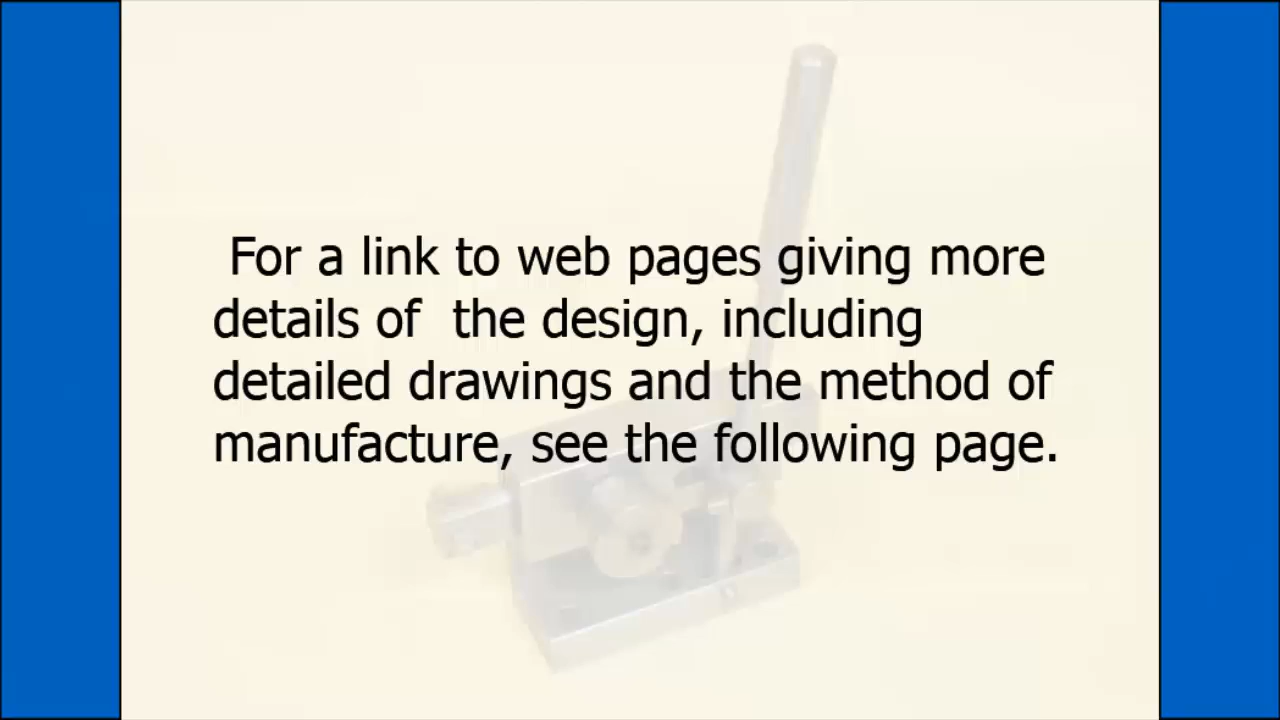 For a link to web pages giving more
details of  the design, including
detailed drawings and the method of
manufacture, see the following page.